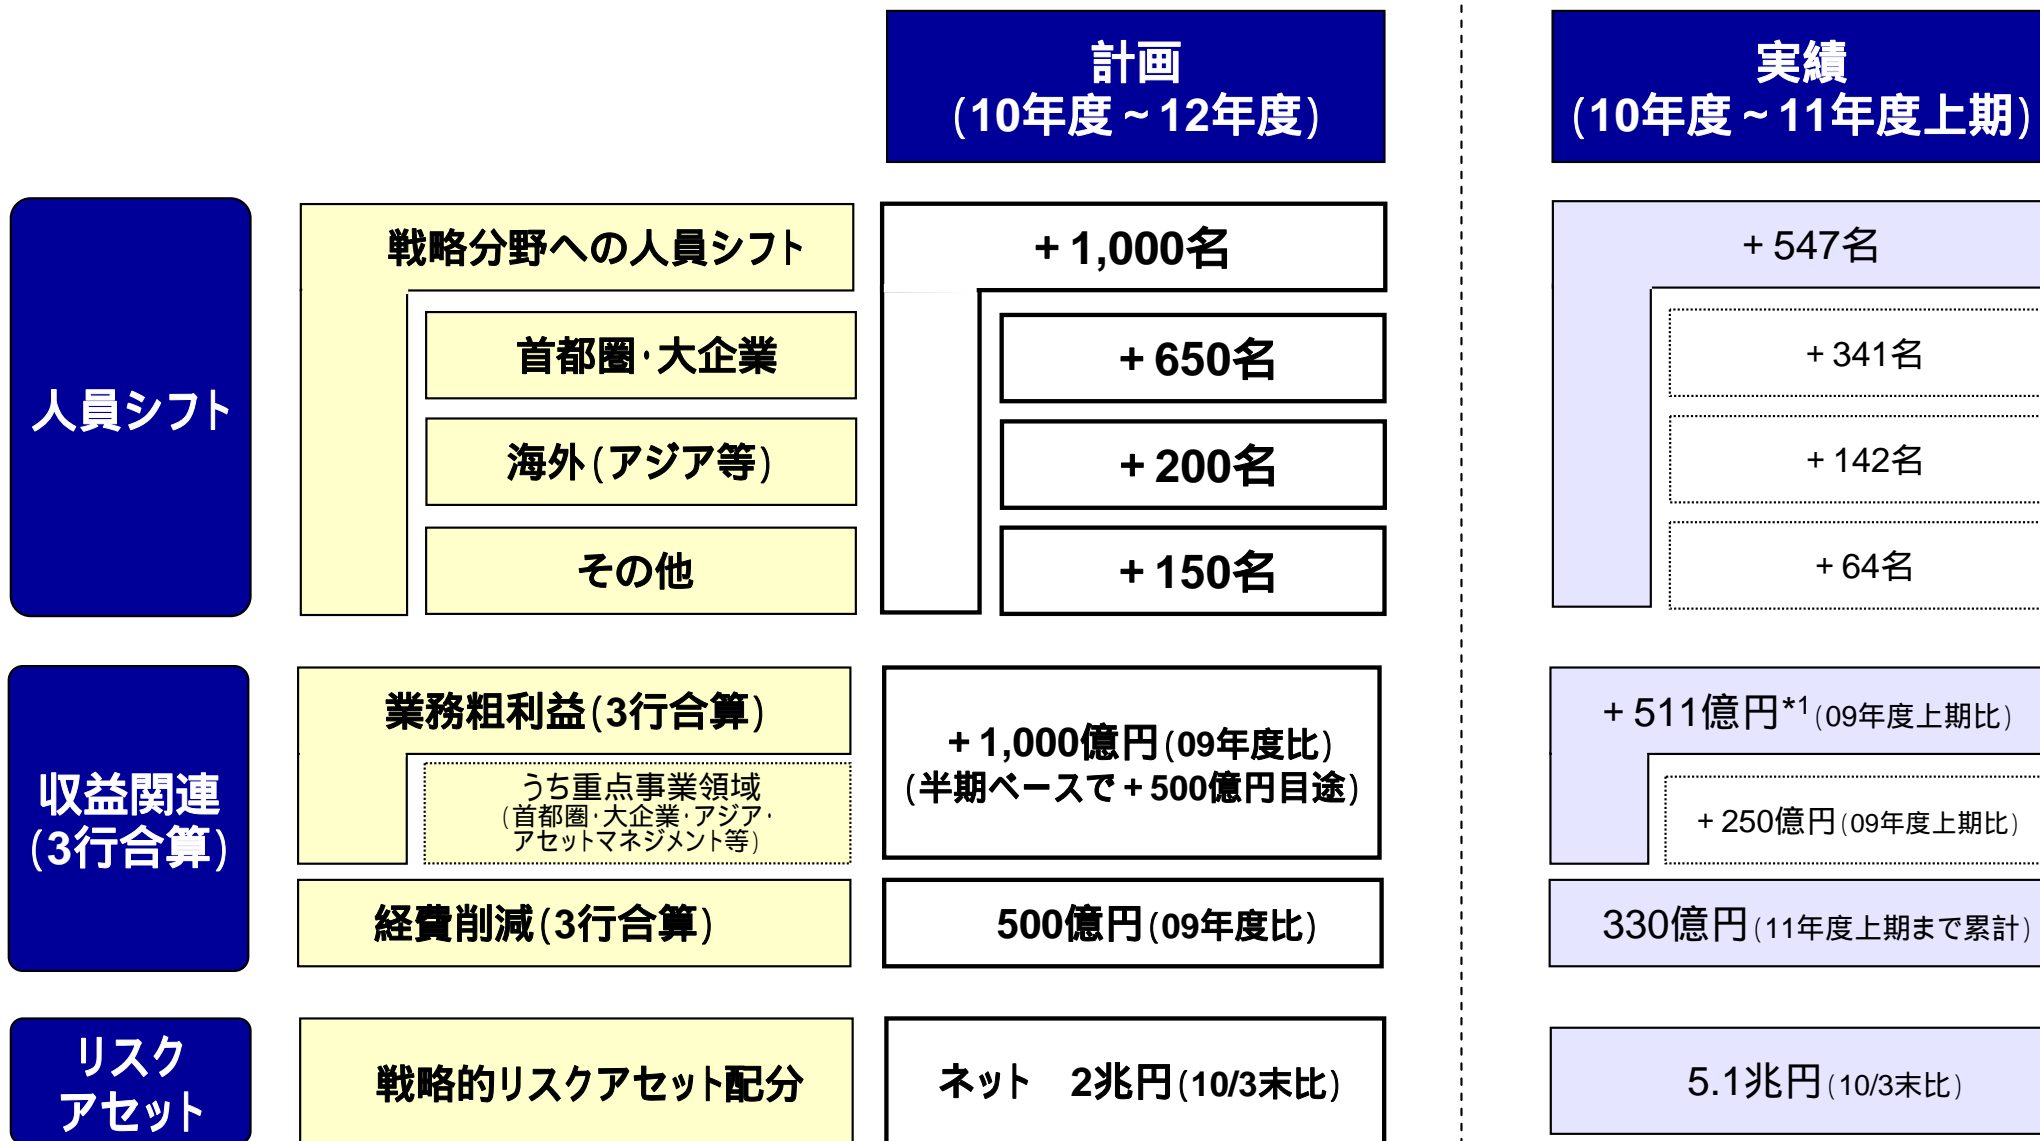 計画
(10年度～12年度)
実績
(10年度～11年度上期)
人員シフト
戦略分野への人員シフト
+1,000名
+547名
首都圏・大企業
+650名
+341名
海外(アジア等)
+200名
+142名
その他
+150名
+64名
収益関連
(3行合算)
業務粗利益(3行合算)
+1,000億円(09年度比)
(半期ベースで+500億円目途)
+511億円*1(09年度上期比)
うち重点事業領域
(首都圏・大企業・アジア・
アセットマネジメント等)
+250億円(09年度上期比)
経費削減(3行合算)
500億円(09年度比)
330億円(11年度上期まで累計)
リスク
アセット
戦略的リスクアセット配分
ネット　2兆円(10/3末比)
5.1兆円(10/3末比)